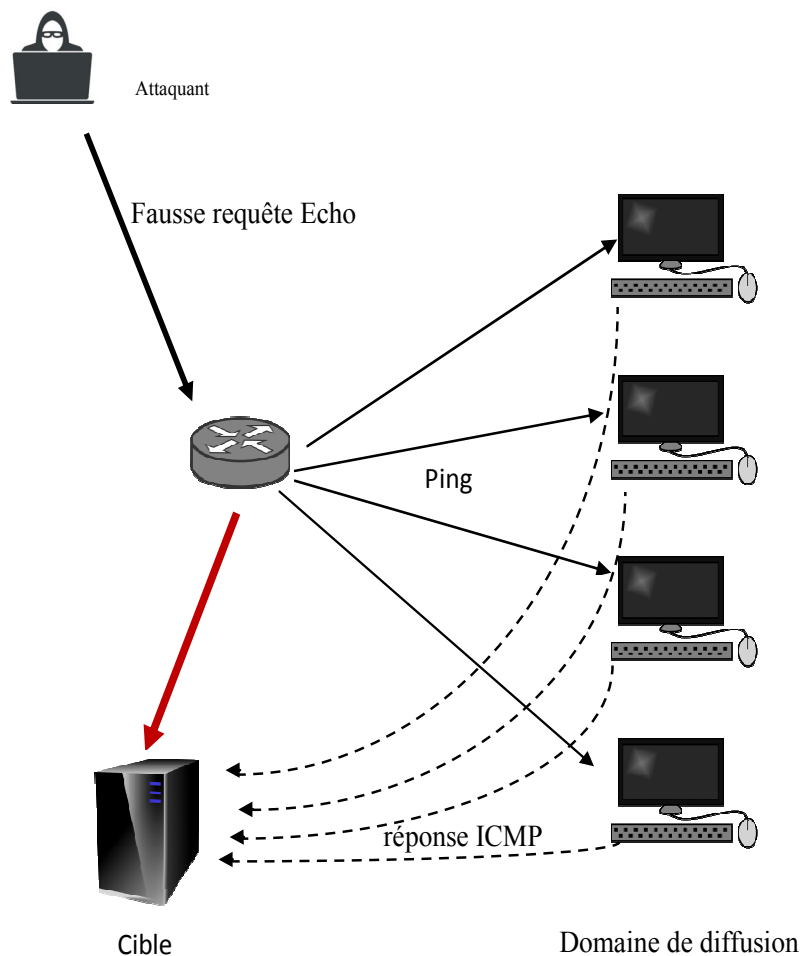 Attaquant
Fausse requête Echo
Ping
réponse ICMP
Cible
Domaine de diffusion